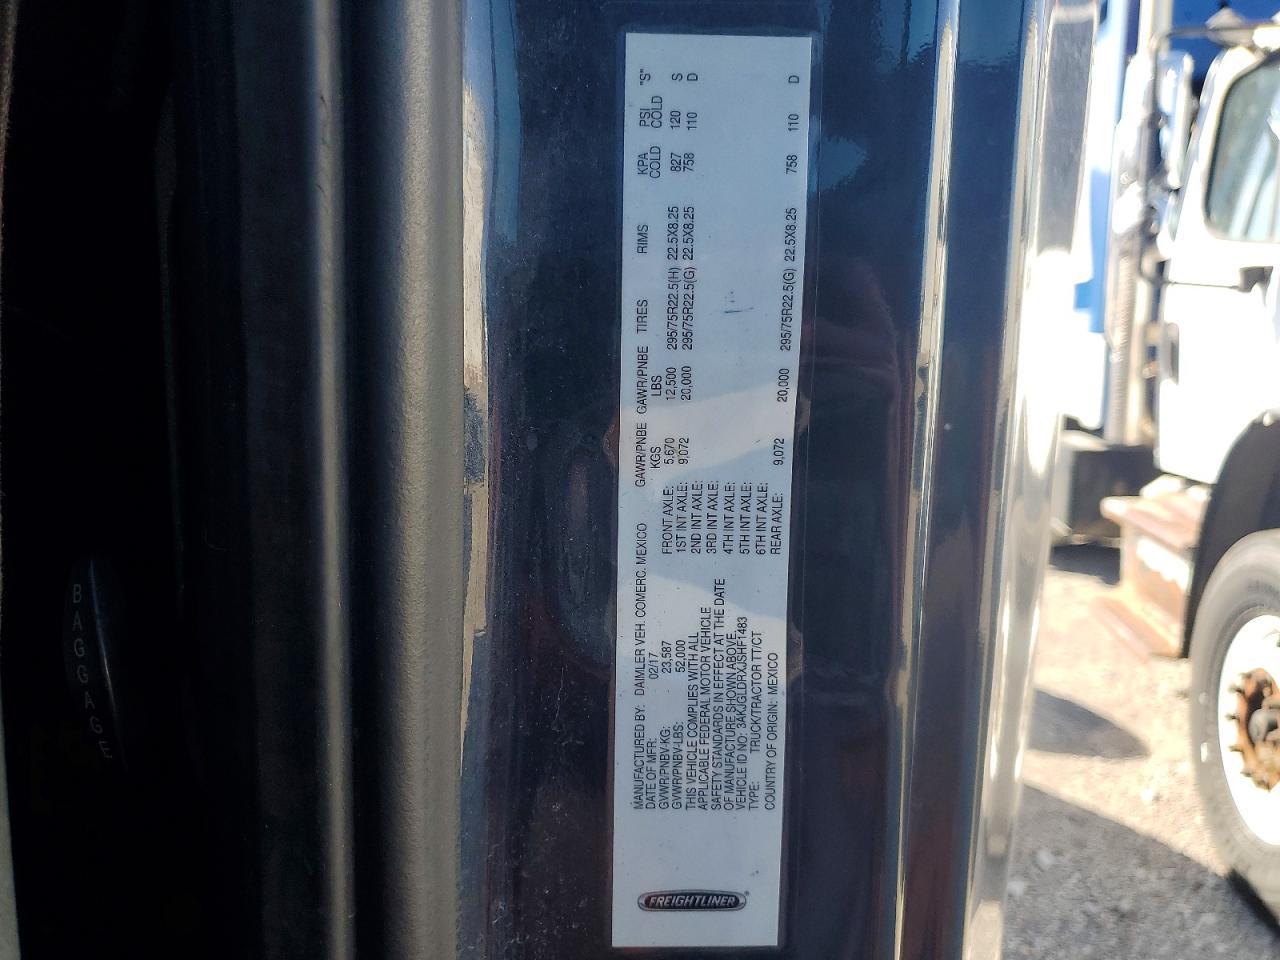 FREIGHTLINER®
MANUFACTURED BY: DAIMLER VEH. COMERC. MEXICO
DATE OF MFR: 02/17
GVWR/PNBV-KG: 23,587
GVWR/PNBV-LBS: 52,000
THIS VEHICLE COMPLIES WITH ALL
APPLICABLE FEDERAL MOTOR VEHICLE
SAFETY STANDARDS IN EFFECT AT THE DATE
OF MANUFACTURE SHOWN ABOVE.
VEHICLE ID NO: 3AKJGLDRXJSHF1483
TYPE: TRUCK/TRACTOR TT/CT
COUNTRY OF ORIGIN: MEXICO
GAWR/PNBE GAWR/PNBE TIRES RIMS KPA PSI "S"
KGS LBS COLD COLD
FRONT AXLE: 5,670 12,500 295/75R22.5(H) 22.5X8.25 827 120 S
1ST INT AXLE: 9,072 20,000 295/75R22.5(G) 22.5X8.25 758 110 D
2ND INT AXLE:
3RD INT AXLE:
4TH INT AXLE:
5TH INT AXLE:
6TH INT AXLE:
REAR AXLE: 9,072 20,000 295/75R22.5(G) 22.5X8.25 758 110 D
BAGGAGE